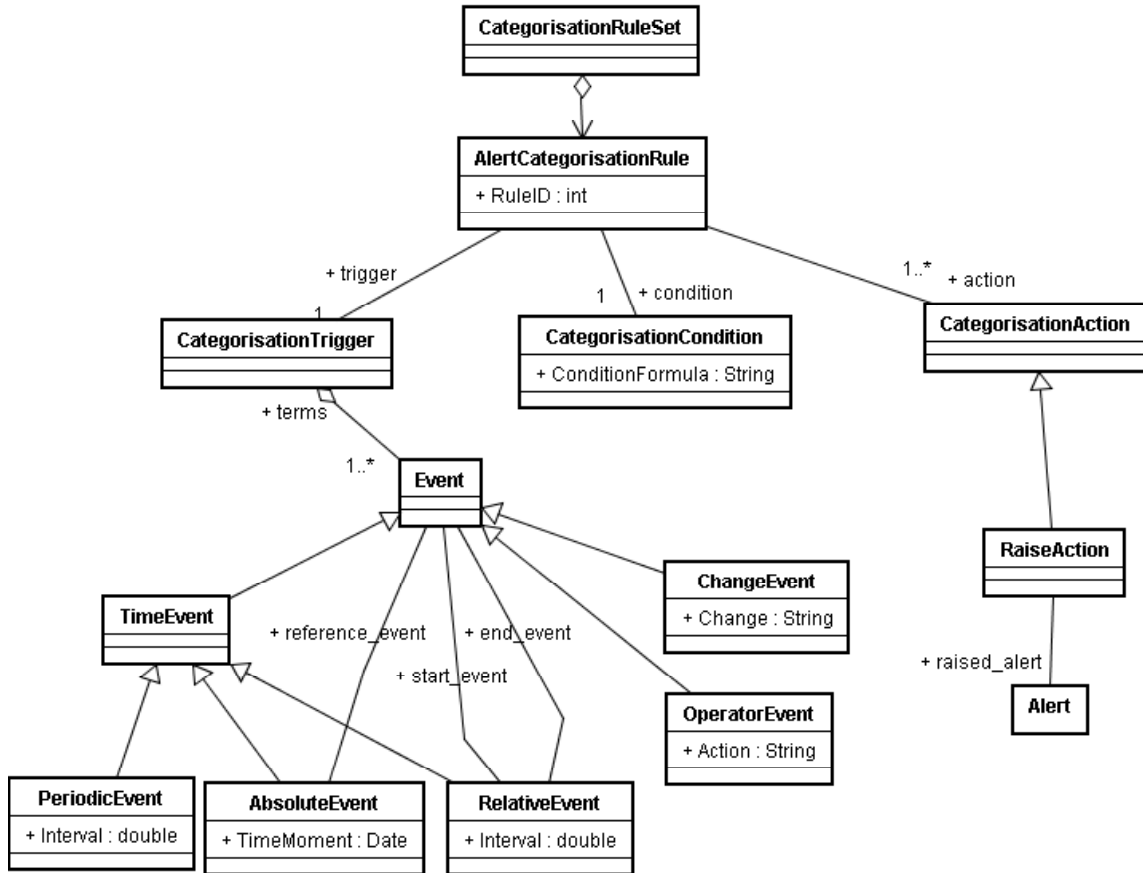 CategorisationRuleSet
AlertCategorisationRule
+ RuleID : int
+ trigger
1
+ condition
1
1..*
+ action
CategorisationTrigger
CategorisationCondition
+ ConditionFormula : String
CategorisationAction
+ terms
1..*
Event
ChangeEvent
+ Change : String
RaiseAction
TimeEvent
+ reference_event
+ end_event
+ start_event
+ raised_alert
OperatorEvent
+ Action : String
Alert
PeriodicEvent
+ Interval : double
AbsoluteEvent
+ TimeMoment : Date
RelativeEvent
+ Interval : double